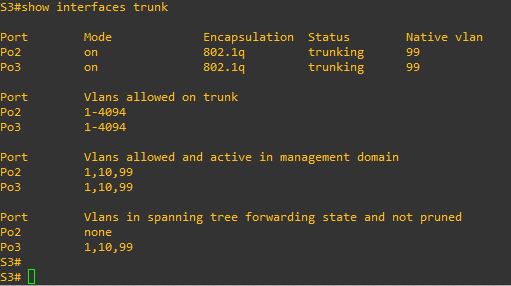 S3#show interfaces trunk
Port Mode Encapsulation Status Native vlan
Po2 on 802.1q trunking 99
Po3 on 802.1q trunking 99
Port Vlans allowed on trunk
Po2 1-4094
Po3 1-4094
Port Vlans allowed and active in management domain
Po2 1,10,99
Po3 1,10,99
Port Vlans in spanning tree forwarding state and not pruned
Po2 none
Po3 1,10,99
S3#
S3#